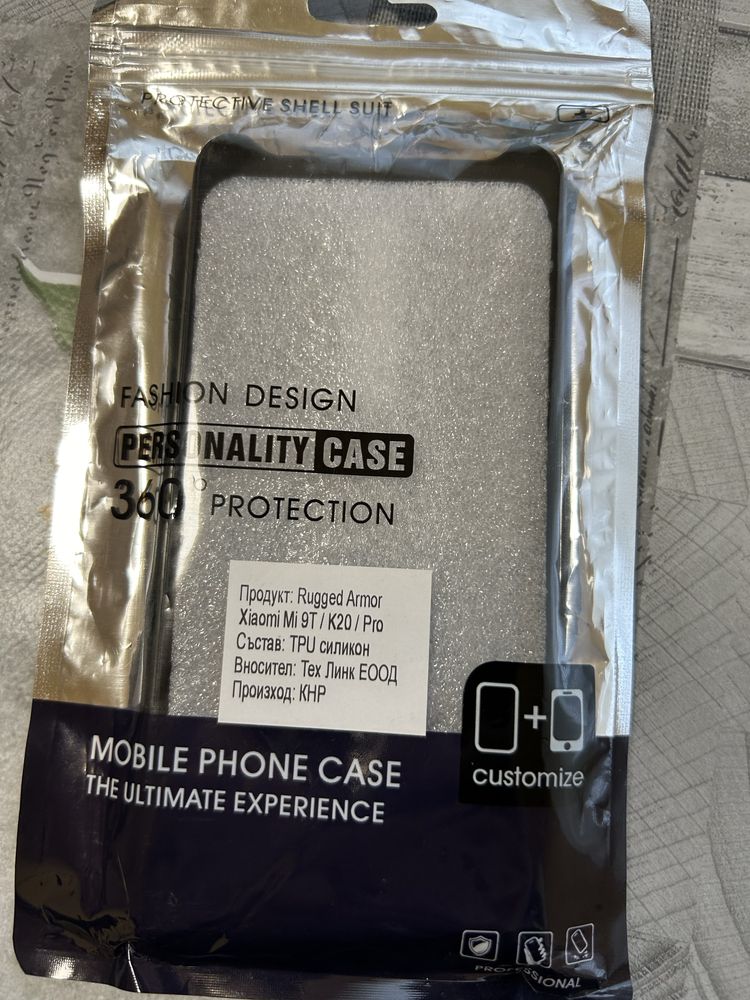 PROTECTIVE SHELL SUIT
FASHION DESIGN
PERSONALITY CASE
360° PROTECTION
Продукт: Rugged Armor
Xiaomi Mi 9T / K20 / Pro
Състав: TPU силикон
Вносител: Тех Линк ЕООД
Произход: КНР
+
customize
MOBILE PHONE CASE
THE ULTIMATE EXPERIENCE
PROFESSIONAL